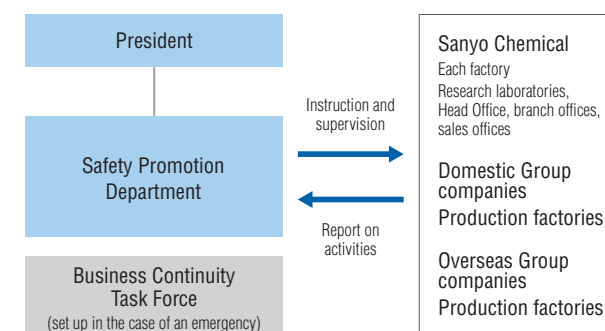 President
Safety Promotion
Department
Business Continuity
Task Force
(set up in the case of an emergency)
Instruction and
supervision
Report on
activities
Sanyo Chemical
Each factory
Research laboratories,
Head Office, branch offices,
sales offices
Domestic Group
companies
Production factories
Overseas Group
companies
Production factories